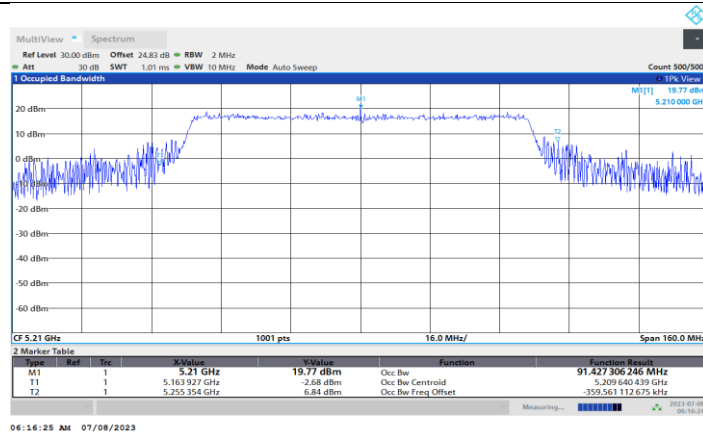 MultiView Spectrum
Ref Level 30.00 dBm Offset 24.83 dB RBW 2 MHz
Att 30 dB SWT 1.01 ms VBW 10 MHz Mode Auto Sweep Count 500/500
1 Occupied Bandwidth 1Pk View
M1[1] 19.77 dBm
5.210 000 GH
M1
20 dBm
10 dBm
T2
0 dBm
-10 dBm
-20 dBm
-30 dBm
-40 dBm
-50 dBm
-60 dBm
CF 5.21 GHz 1001 pts 16.0 MHz/ Span 160.0 MHz
2 Marker Table
Type Ref Trc X-Value Y-Value Function Function Result
M1 1 5.21 GHz 19.77 dBm Occ Bw 91.427 306 246 MHz
T1 1 5.163 927 GHz -2.68 dBm Occ Bw Centroid 5.209 640 439 GHz
T2 1 5.255 354 GHz 6.84 dBm Occ Bw Freq Offset -359.561 112 675 kHz
Measuring... 2023-07-08
06:16:24
06:16:25 AM 07/08/2023